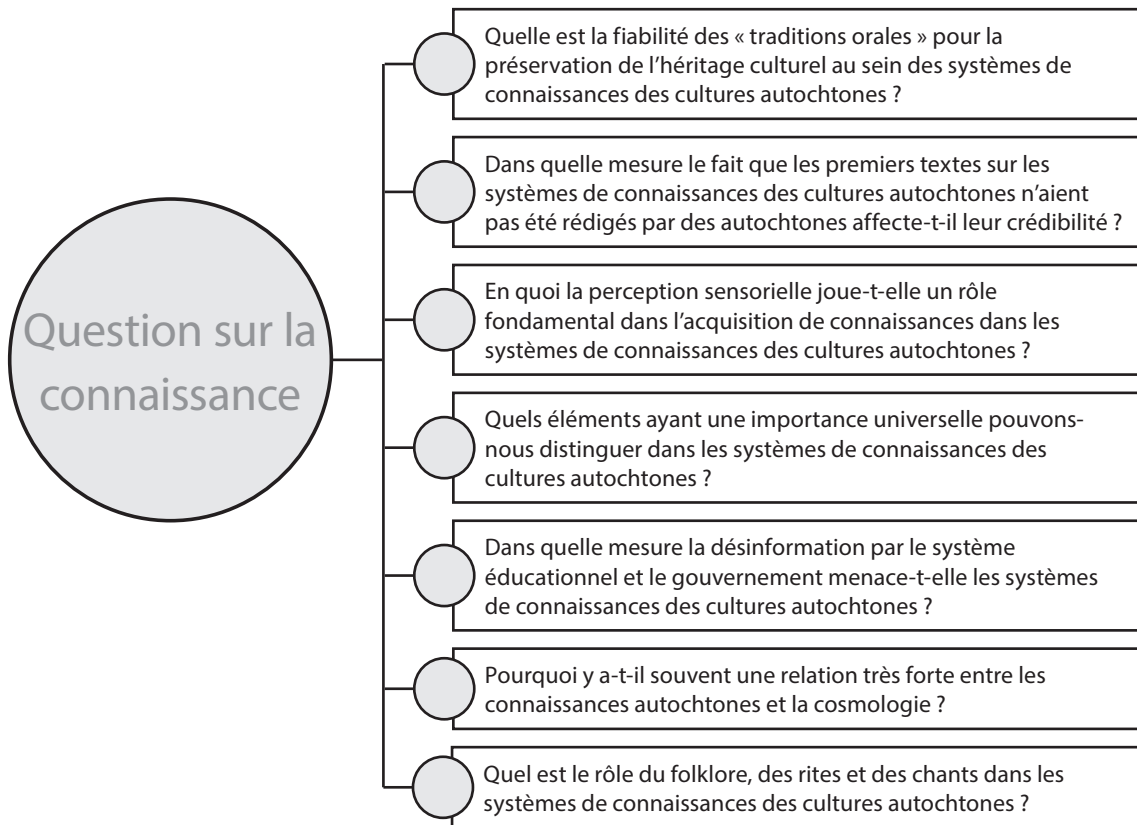 Question sur la
connaissance
Quelle est la fiabilité des « traditions orales » pour la
préservation de l’héritage culturel au sein des systèmes de
connaissances des cultures autochtones ?
Dans quelle mesure le fait que les premiers textes sur les
systèmes de connaissances des cultures autochtones n’aient
pas été rédigés par des autochtones affecte-t-il leur crédibilité ?
En quoi la perception sensorielle joue-t-elle un rôle
fondamental dans l’acquisition de connaissances dans les
systèmes de connaissances des cultures autochtones ?
Quels éléments ayant une importance universelle pouvons-
nous distinguer dans les systèmes de connaissances des
cultures autochtones ?
Dans quelle mesure la désinformation par le système
éducationnel et le gouvernement menace-t-elle les systèmes
de connaissances des cultures autochtones ?
Pourquoi y a-t-il souvent une relation très forte entre les
connaissances autochtones et la cosmologie ?
Quel est le rôle du folklore, des rites et des chants dans les
systèmes de connaissances des cultures autochtones ?